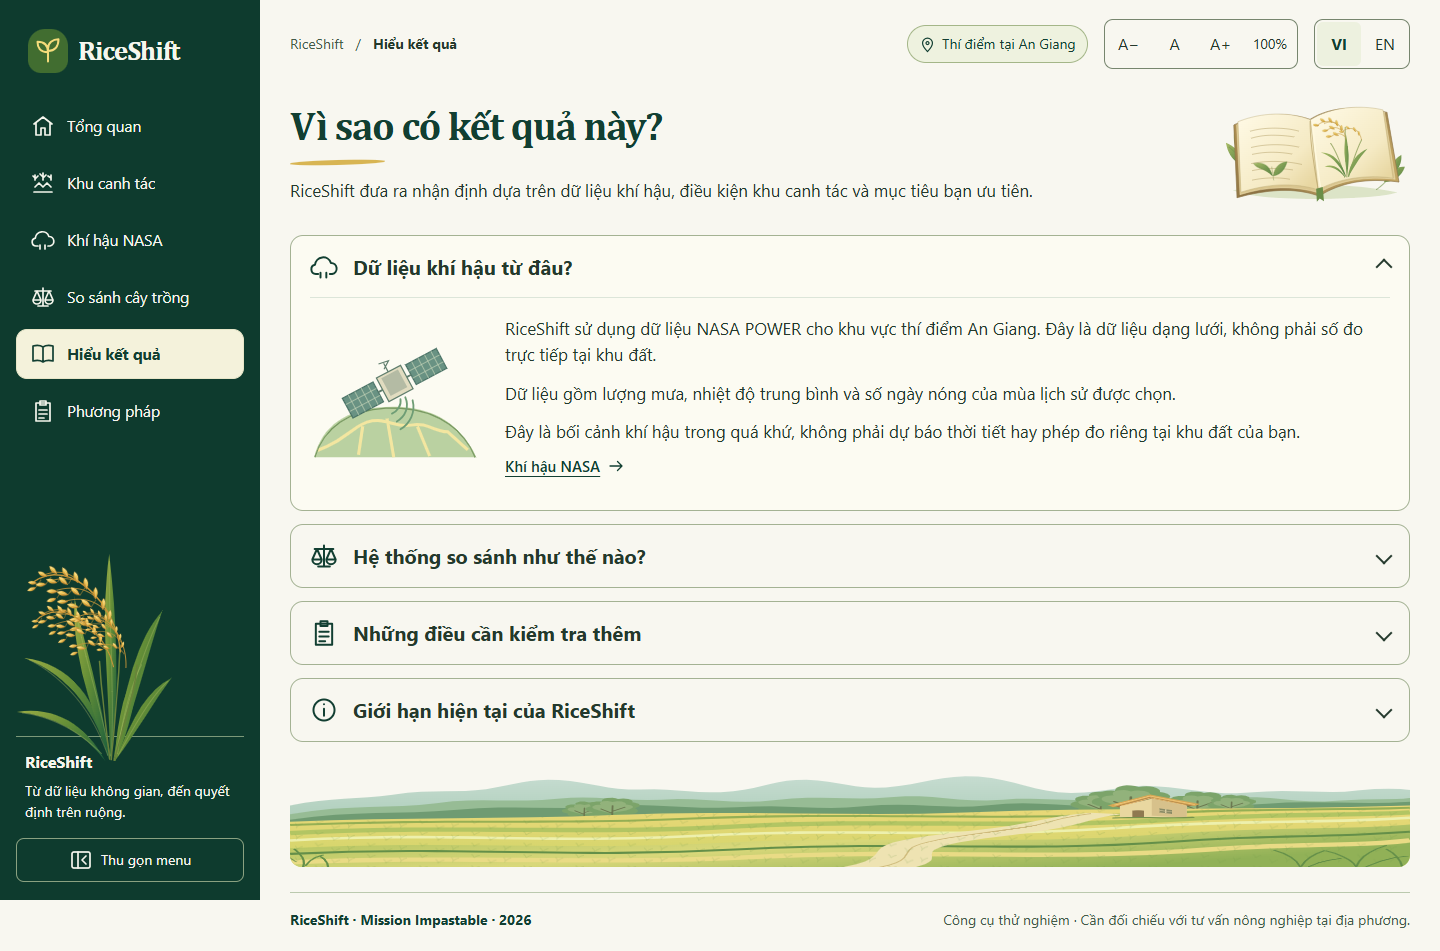 RiceShift
Tổng quan
Khu canh tác
Khí hậu NASA
So sánh cây trồng
Hiểu kết quả
Phương pháp
RiceShift
Từ dữ liệu không gian, đến quyết
định trên ruộng.
Thu gọn menu
RiceShift / Hiểu kết quả
Thí điểm tại An Giang
A− A A+ 100%
VI EN
Vì sao có kết quả này?
RiceShift đưa ra nhận định dựa trên dữ liệu khí hậu, điều kiện khu canh tác và mục tiêu bạn ưu tiên.
Dữ liệu khí hậu từ đâu?
RiceShift sử dụng dữ liệu NASA POWER cho khu vực thí điểm An Giang. Đây là dữ liệu dạng lưới, không phải số đo
trực tiếp tại khu đất.
Dữ liệu gồm lượng mưa, nhiệt độ trung bình và số ngày nóng của mùa lịch sử được chọn.
Đây là bối cảnh khí hậu trong quá khứ, không phải dự báo thời tiết hay phép đo riêng tại khu đất của bạn.
Khí hậu NASA →
Hệ thống so sánh như thế nào?
Những điều cần kiểm tra thêm
Giới hạn hiện tại của RiceShift
RiceShift · Mission Impastable · 2026
Công cụ thử nghiệm · Cần đối chiếu với tư vấn nông nghiệp tại địa phương.